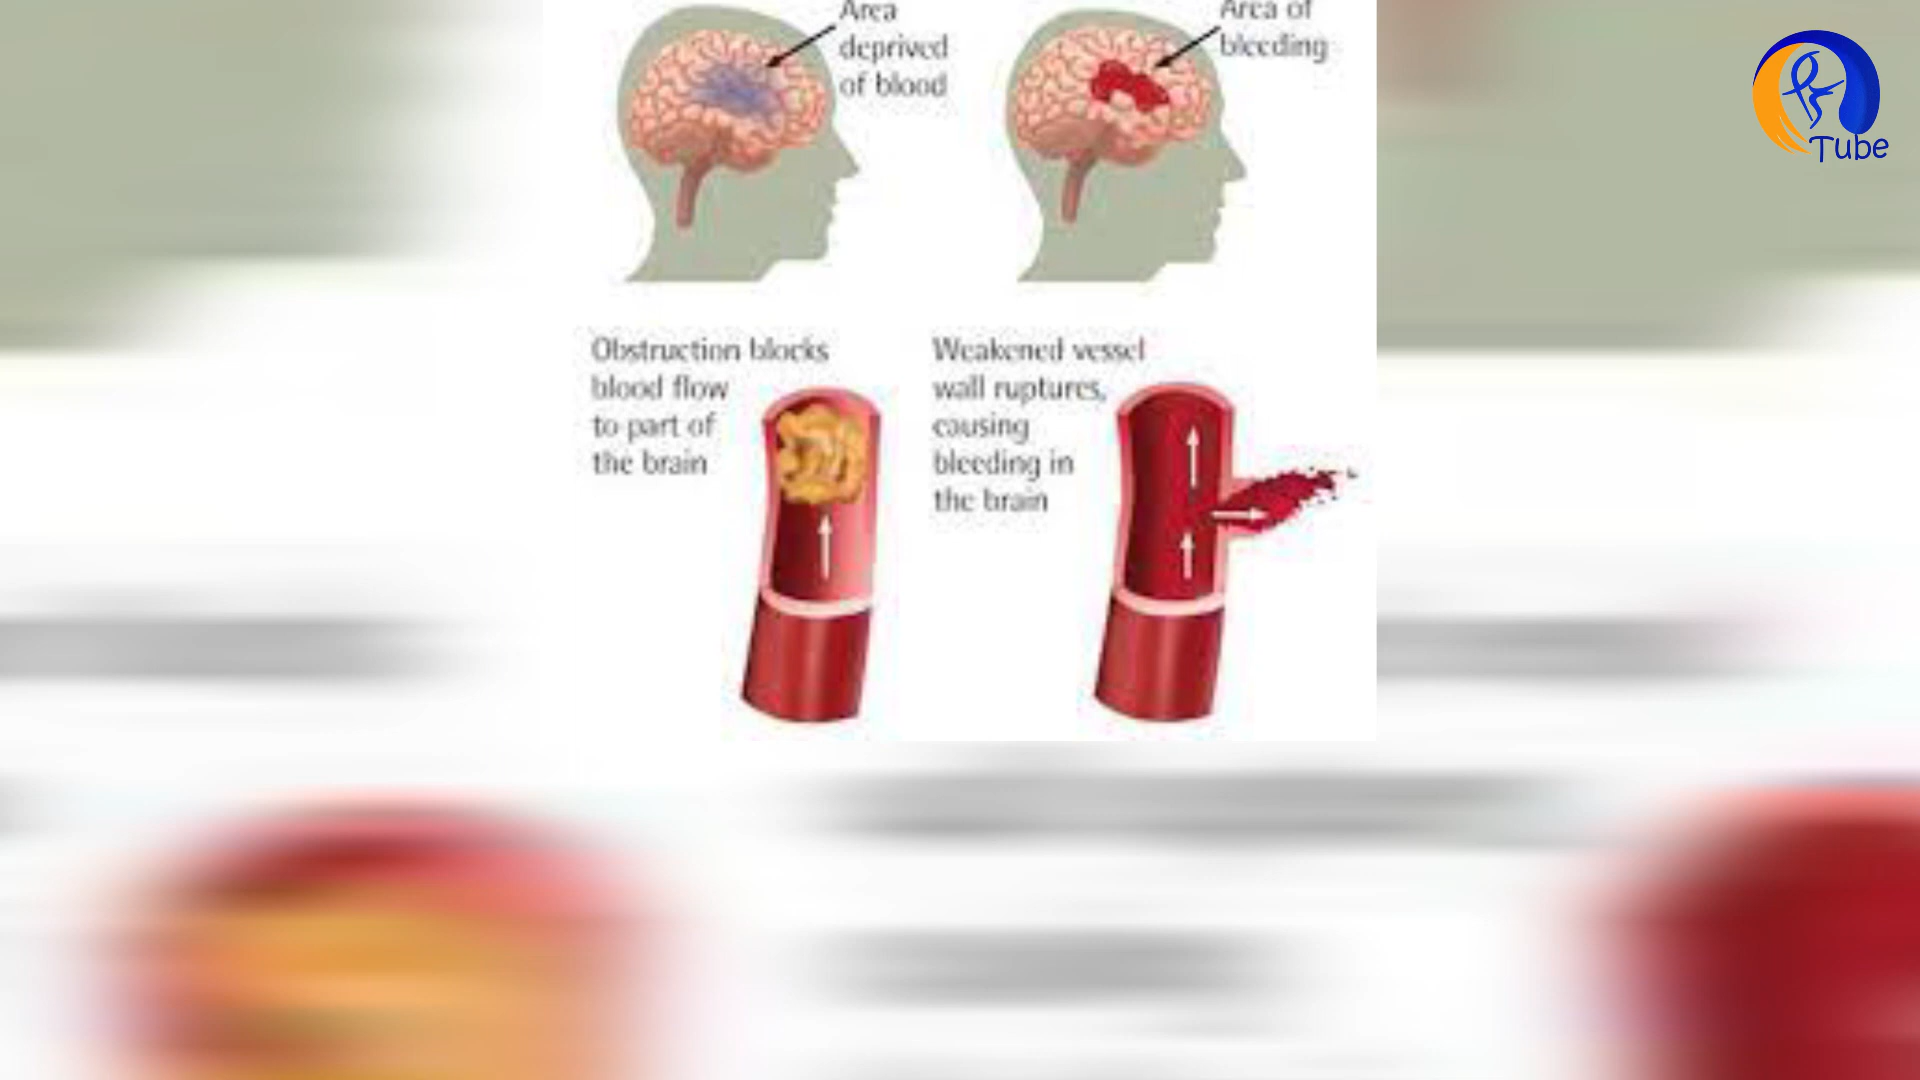 Area
deprived
of blood
Area of
bleeding
Obstruction blocks
blood flow
to part of
the brain
Weakened vessel
wall ruptures,
causing
bleeding in
the brain
Tube